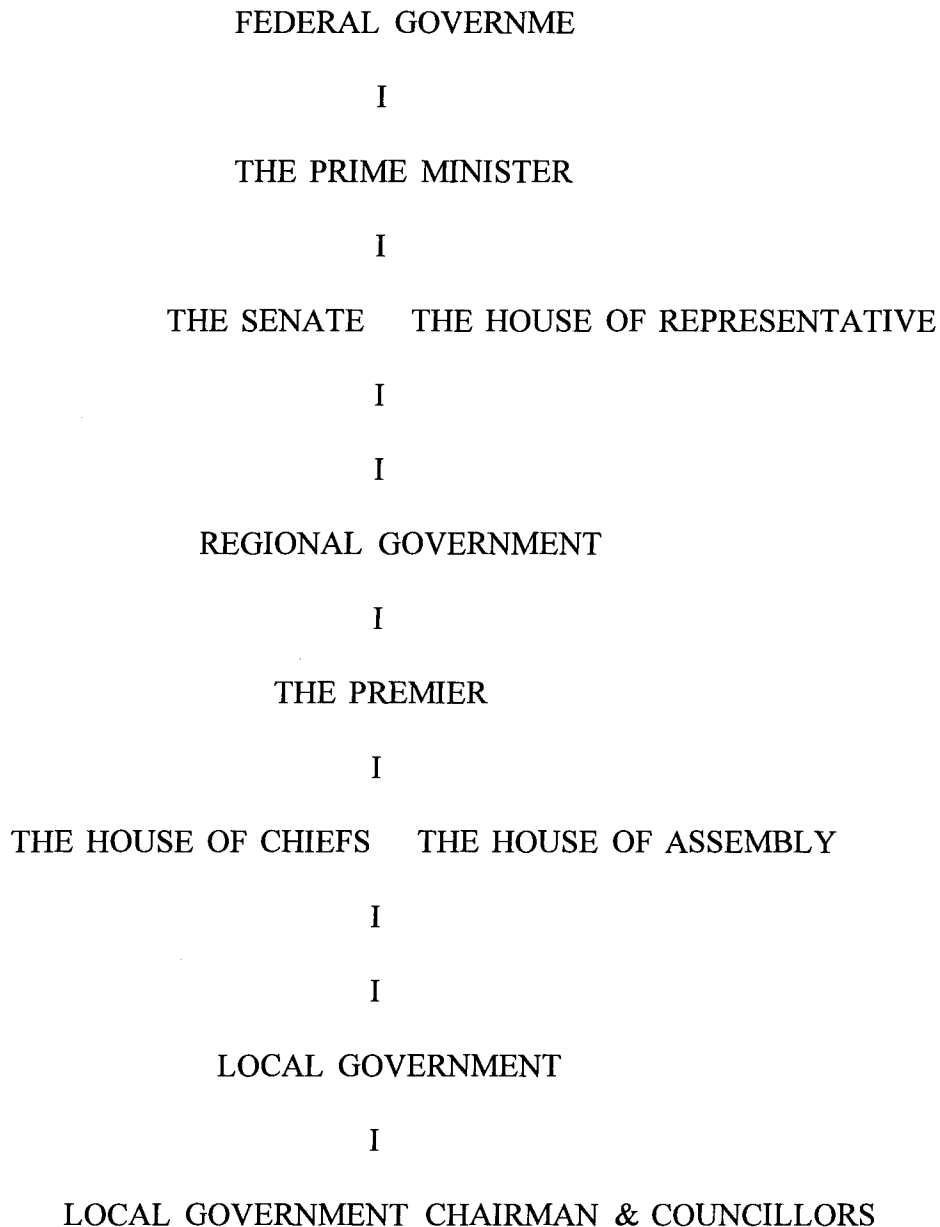 FEDERAL GOVERNME
I
THE PRIME MINISTER
I
THE SENATE THE HOUSE OF REPRESENTATIVE
I
I
REGIONAL GOVERNMENT
I
THE PREMIER
I
THE HOUSE OF CHIEFS THE HOUSE OF ASSEMBLY
I
I
LOCAL GOVERNMENT
I
LOCAL GOVERNMENT CHAIRMAN & COUNCILLORS